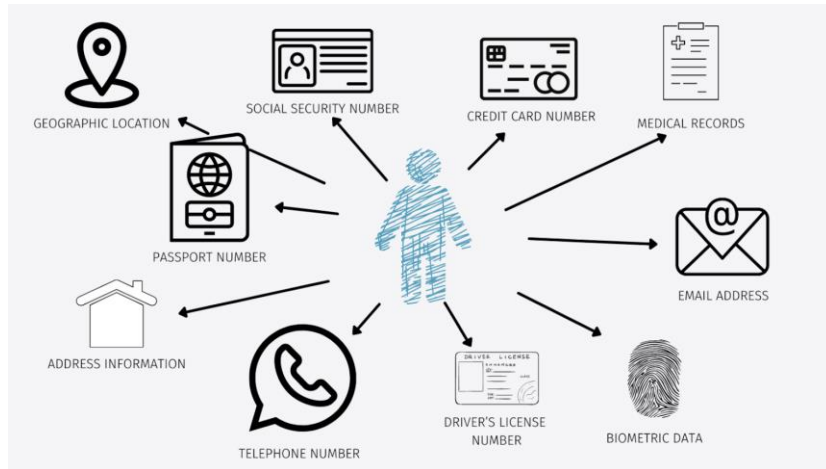 SOCIAL SECURITY NUMBER
CREDIT CARD NUMBER
GEOGRAPHIC LOCATION
MEDICAL RECORDS
PASSPORT NUMBER
@
EMAIL ADDRESS
ADDRESS INFORMATION
DRIVER LICENSE
DRIVER'S LICENSE
NUMBER
BIOMETRIC DATA
TELEPHONE NUMBER